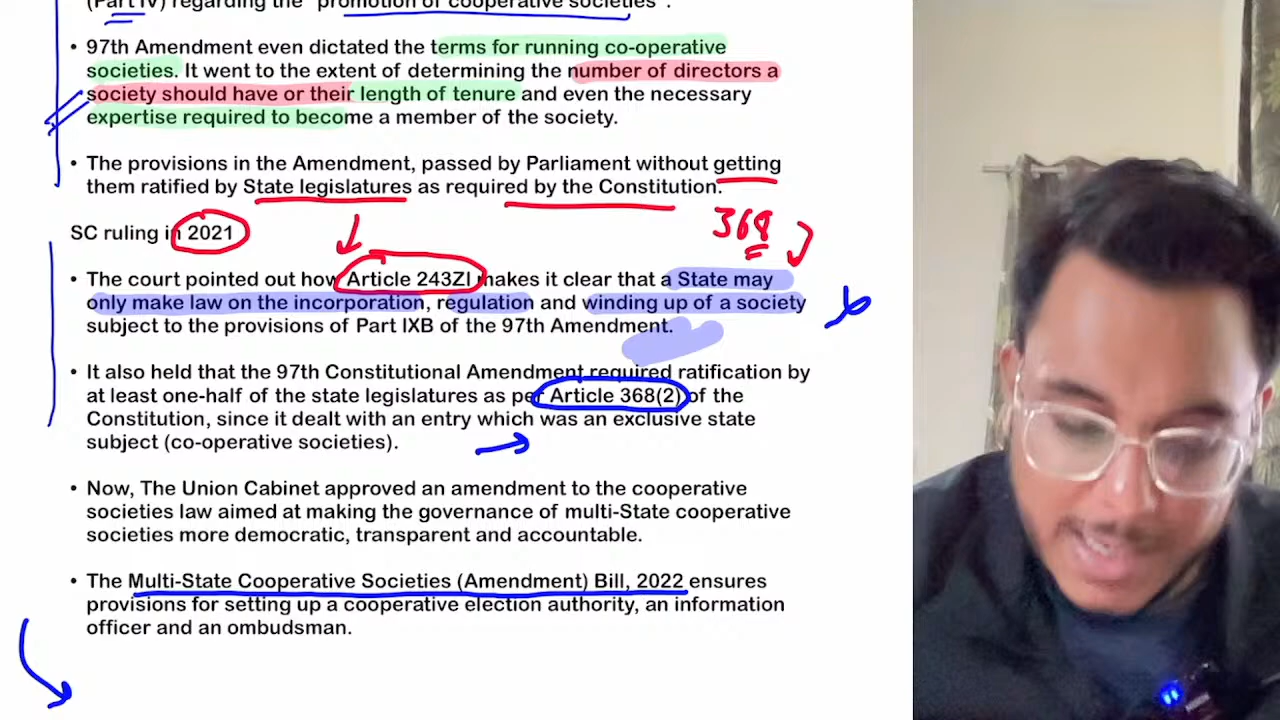 (Part IV) regarding the "promotion of cooperative societies".
• 97th Amendment even dictated the terms for running co-operative
societies. It went to the extent of determining the number of directors a
society should have or their length of tenure and even the necessary
expertise required to become a member of the society.
• The provisions in the Amendment, passed by Parliament without getting
them ratified by State legislatures as required by the Constitution.
SC ruling in 2021
368
• The court pointed out how Article 243ZI makes it clear that a State may
only make law on the incorporation, regulation and winding up of a society
subject to the provisions of Part IXB of the 97th Amendment.
• It also held that the 97th Constitutional Amendment required ratification by
at least one-half of the state legislatures as per Article 368(2) of the
Constitution, since it dealt with an entry which was an exclusive state
subject (co-operative societies).
• Now, The Union Cabinet approved an amendment to the cooperative
societies law aimed at making the governance of multi-State cooperative
societies more democratic, transparent and accountable.
• The Multi-State Cooperative Societies (Amendment) Bill, 2022 ensures
provisions for setting up a cooperative election authority, an information
officer and an ombudsman.